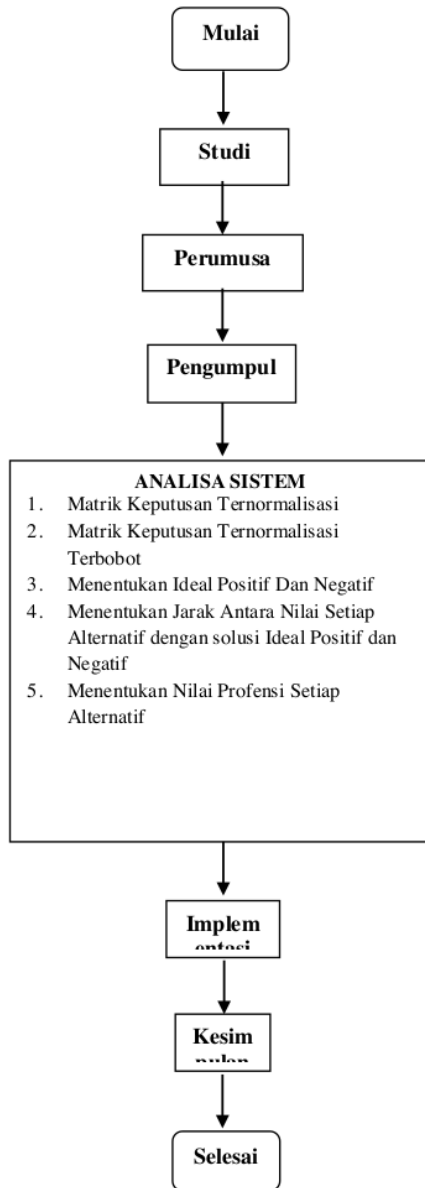 Mulai
Studi
Perumusa
Pengumpul
ANALISA SISTEM
1. Matrik Keputusan Ternormalisasi
2. Matrik Keputusan Ternormalisasi
Terbobot
3. Menentukan Ideal Positif Dan Negatif
4. Menentukan Jarak Antara Nilai Setiap
Alternatif dengan solusi Ideal Positif dan
Negatif
5. Menentukan Nilai Profensi Setiap
Alternatif
Implem
entasi
Kesim
pulan
Selesai